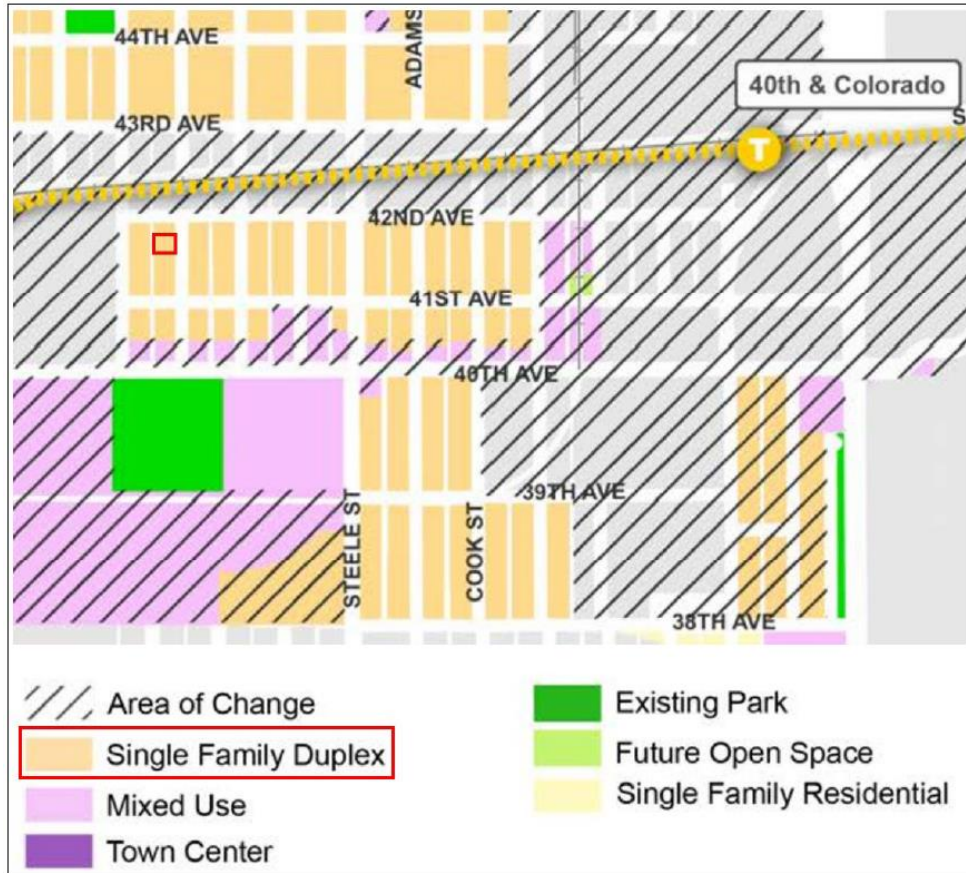 44TH AVE
ADAMS
40th & Colorado
43RD AVE
S
T
42ND AVE
41ST AVE
40TH AVE
39TH AVE
STEELE ST
COOK ST
38TH AVE
Area of Change
Single Family Duplex
Mixed Use
Town Center
Existing Park
Future Open Space
Single Family Residential